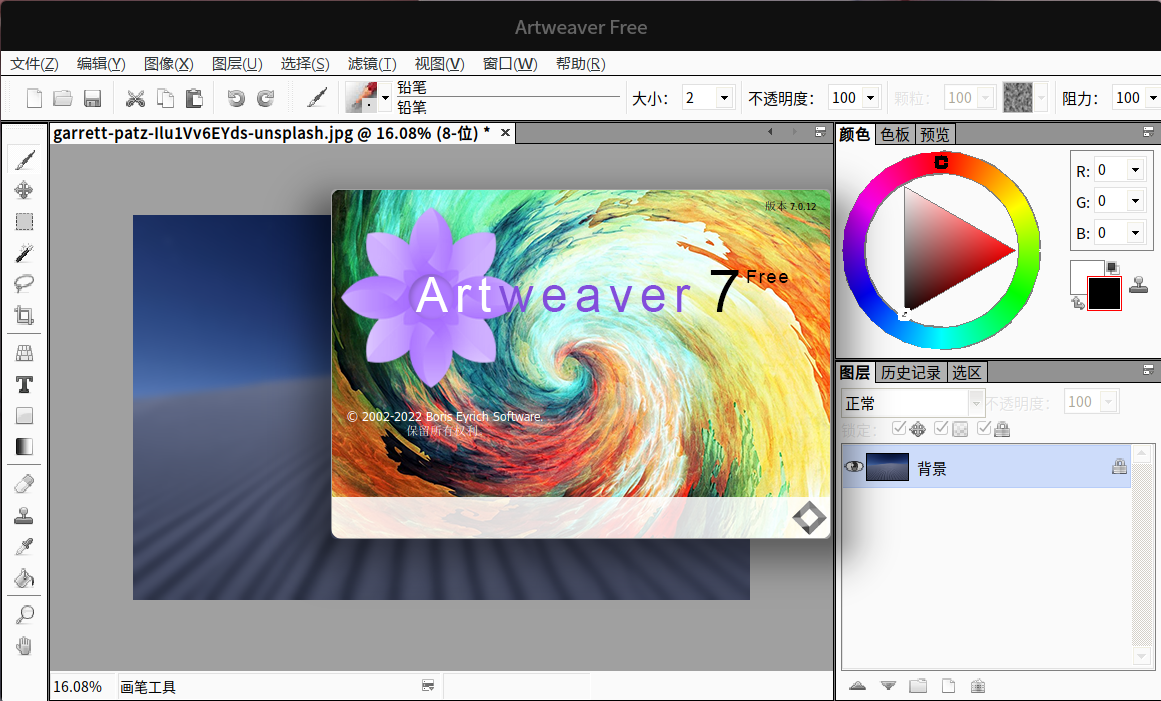 Artweaver Free
文件(Z) 编辑(Y) 图像(X) 图层(U) 选择(S) 滤镜(T) 视图(V) 窗口(W) 帮助(R)
铅笔
铅笔
大小： 2 不透明度： 100 颗粒： 100 阻力： 100
garrett-patz-Ilu1Vv6EYds-unsplash.jpg @ 16.08% (8-位) *
颜色 色板 预览
R: 0
G: 0
B: 0
版本 7.0.12
Artweaver 7 Free
© 2002-2022 Boris Eyrich Software.
保留所有权利
图层 历史记录 选区
正常 不透明度： 100
锁定：
背景
16.08% 画笔工具